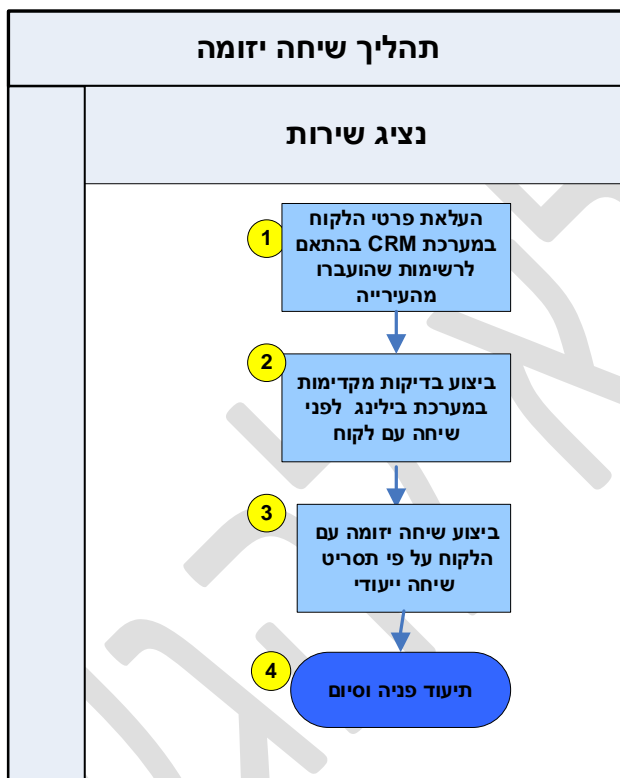 תהליך שיחה יזומה
נציג שירות
1
העלאת פרטי הלקוח
במערכת CRM בהתאם
לרשימות שהועברו
מהעירייה
2
ביצוע בדיקות מקדימות
במערכת בילינג לפני
שיחה עם לקוח
3
ביצוע שיחה יזומה עם
הלקוח על פי תסריט
שיחה ייעודי
4
תיעוד פניה וסיום